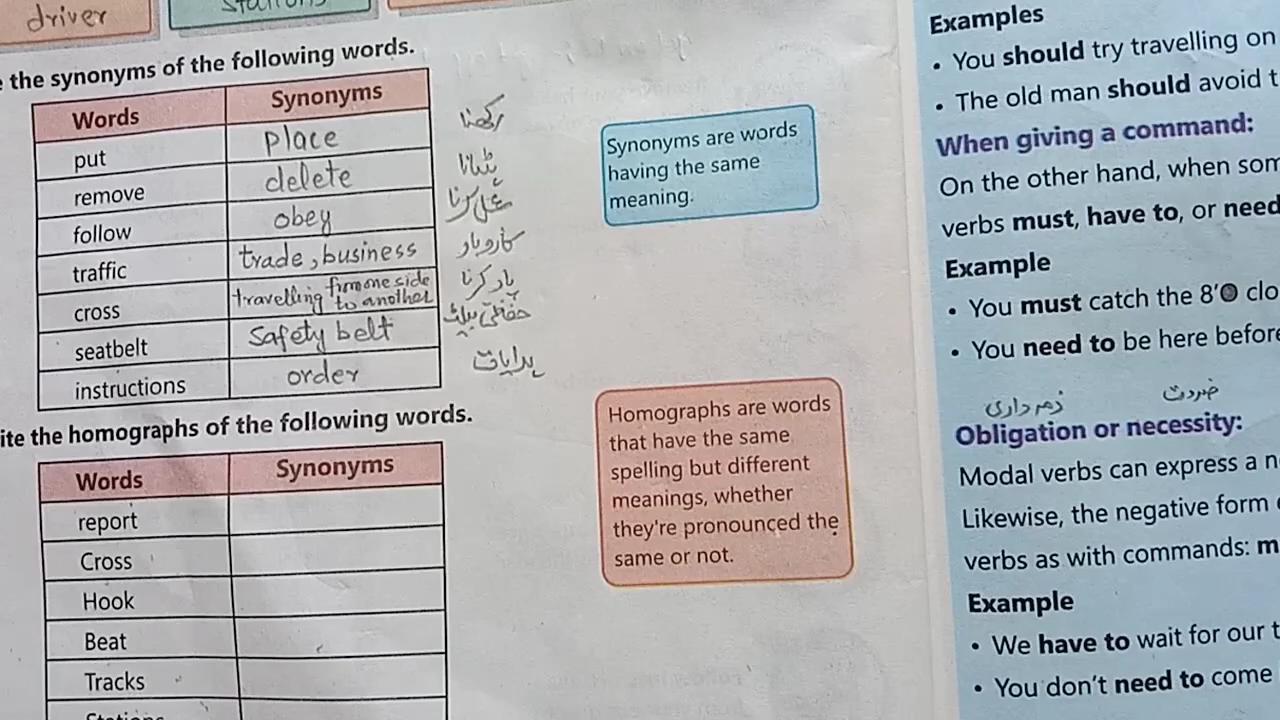 driver
stations
the synonyms of the following words.
Words Synonyms
put place
remove delete
follow obey
traffic trade, business
cross travelling from one side to another
seatbelt safety belt
instructions order
رکھنا
ہٹانا
عمل کرنا
کاروبار
پار کرنا
حفاظتی بیلٹ
ہدایات
Synonyms are words
having the same
meaning.
ite the homographs of the following words.
Words Synonyms
report
Cross
Hook
Beat
Tracks
Stations
Homographs are words
that have the same
spelling but different
meanings, whether
they're pronounced the
same or not.
Examples
• You should try travelling on
• The old man should avoid t
When giving a command:
On the other hand, when som
verbs must, have to, or need
Example
• You must catch the 8'0 clo
• You need to be here before
ذمہ داری ضرورت
Obligation or necessity:
Modal verbs can express a n
Likewise, the negative form
verbs as with commands: m
Example
• We have to wait for our t
• You don't need to come